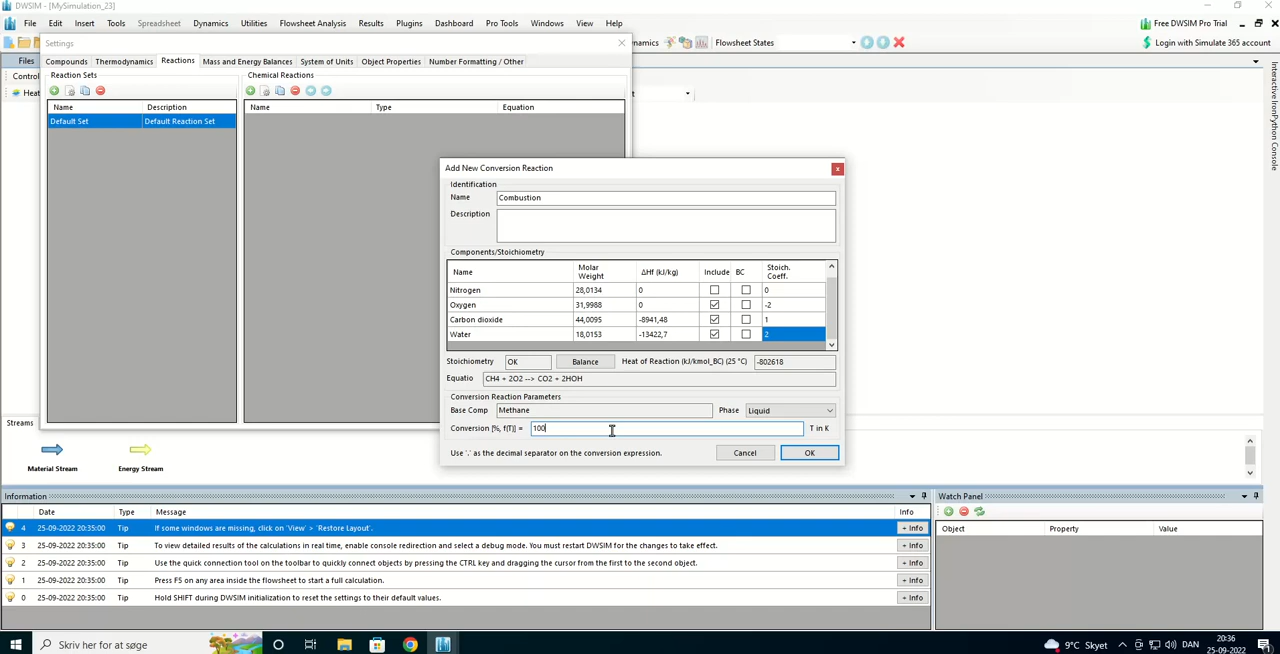 DWSIM - [MySimulation_23]
File Edit Insert Tools Spreadsheet Dynamics Utilities Flowsheet Analysis Results Plugins Dashboard Pro Tools Windows View Help
Free DWSIM Pro Trial
Settings
namics
Flowsheet States
Login with Simulate 365 account
Files
Compounds Thermodynamics Reactions Mass and Energy Balances System of Units Object Properties Number Formatting / Other
Control
Reaction Sets
Chemical Reactions
Heat
t
Name Description
Name Type Equation
Default Set Default Reaction Set
Interactive IronPython Console
Add New Conversion Reaction
x
Identification
Name Combustion
Description
Components/Stoichiometry
Name Molar Weight ΔHf (kJ/kg) Include BC Stoich. Coeff.
Nitrogen 28,0134 0 0
Oxygen 31,9988 0 -2
Carbon dioxide 44,0095 -8941,48 1
Water 18,0153 -13422,7 2
Stoichiometry OK Balance Heat of Reaction (kJ/kmol_BC) (25 °C) -802618
Equatio CH4 + 2O2 --> CO2 + 2HOH
Conversion Reaction Parameters
Base Comp Methane Phase Liquid
Conversion [%, f(T)] = 100 T in K
Use '.' as the decimal separator on the conversion expression. Cancel OK
Streams
Material Stream
Energy Stream
Information
Watch Panel
Date Type Message Info
4 25-09-2022 20:35:00 Tip If some windows are missing, click on 'View' > 'Restore Layout'. + Info
3 25-09-2022 20:35:00 Tip To view detailed results of the calculations in real time, enable console redirection and select a debug mode. You must restart DWSIM for the changes to take effect. + Info
2 25-09-2022 20:35:00 Tip Use the quick connection tool on the toolbar to quickly connect objects by pressing the CTRL key and dragging the cursor from the first to the second object. + Info
1 25-09-2022 20:35:00 Tip Press F5 on any area inside the flowsheet to start a full calculation. + Info
0 25-09-2022 20:35:00 Tip Hold SHIFT during DWSIM initialization to reset the settings to their default values. + Info
Object Property Value
Skriv her for at søge
9°C Skyet
DAN
20:36
25-09-2022
1